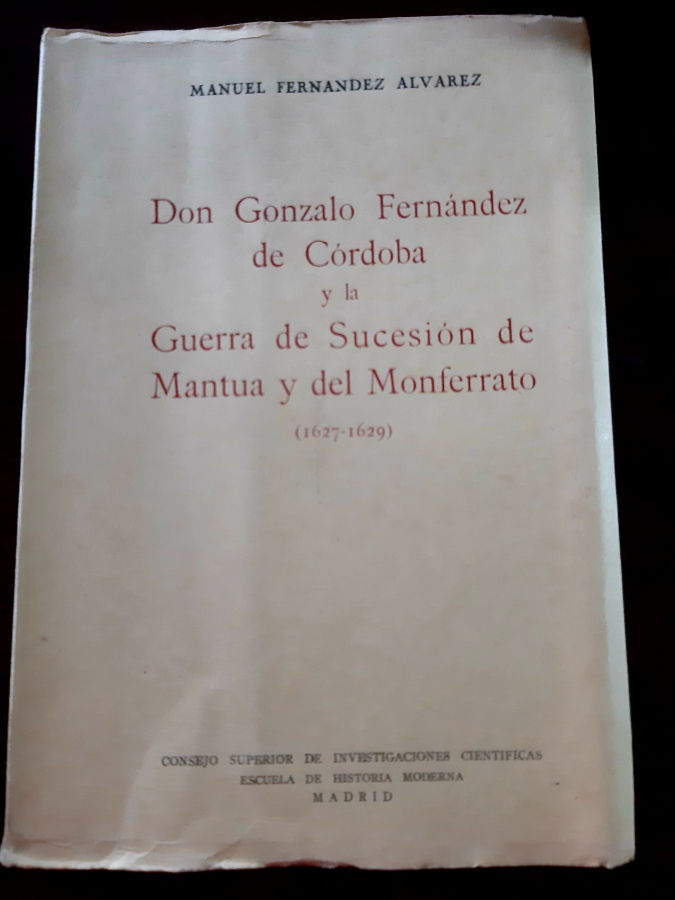 MANUEL FERNANDEZ ALVAREZ
Don Gonzalo Fernández
de Córdoba
y la
Guerra de Sucesión de
Mantua y del Monferrato
(1627-1629)
CONSEJO SUPERIOR DE INVESTIGACIONES CIENTIFICAS
ESCUELA DE HISTORIA MODERNA
MADRID